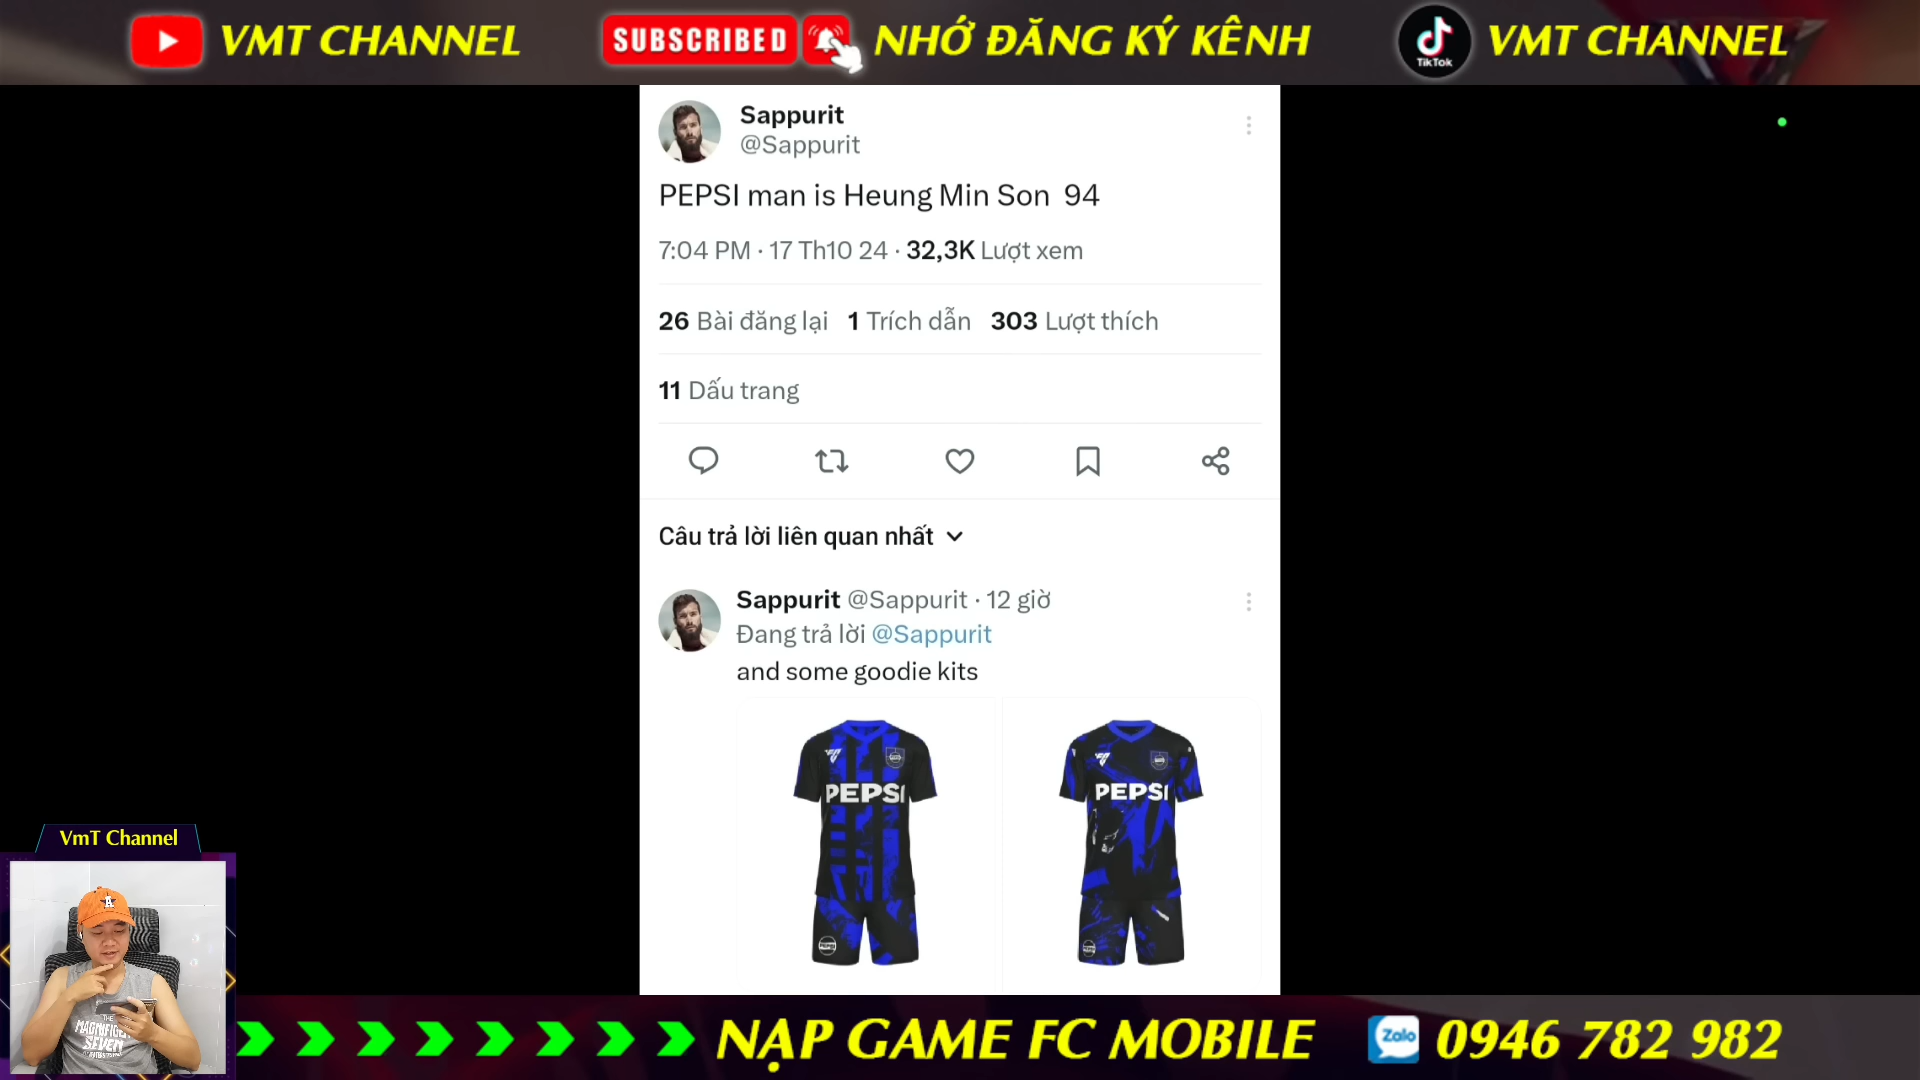 VMT CHANNEL
SUBSCRIBED
NHỚ ĐĂNG KÝ KÊNH
TikTok
VMT CHANNEL
Sappurit
@Sappurit
PEPSI man is Heung Min Son 94
7:04 PM · 17 Th10 24 · 32,3K Lượt xem
26 Bài đăng lại 1 Trích dẫn 303 Lượt thích
11 Dấu trang
Câu trả lời liên quan nhất
Sappurit @Sappurit · 12 giờ
Đang trả lời @Sappurit
and some goodie kits
PEPSI
PEPSI
VmT Channel
A
THE
MAGNIFICE
SEVEN
NẠP GAME FC MOBILE
Zalo
0946 782 982